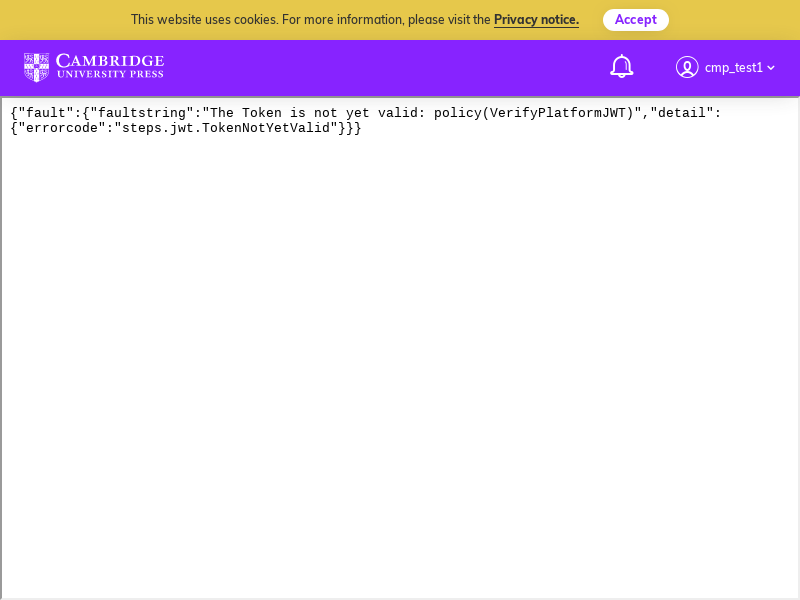 This website uses cookies. For more information, please visit the Privacy notice.
Accept
CAMBRIDGE
UNIVERSITY PRESS
cmp_test1
{"fault":{"faultstring":"The Token is not yet valid: policy(VerifyPlatformJWT)","detail":
{"errorcode":"steps.jwt.TokenNotYetValid"}}}